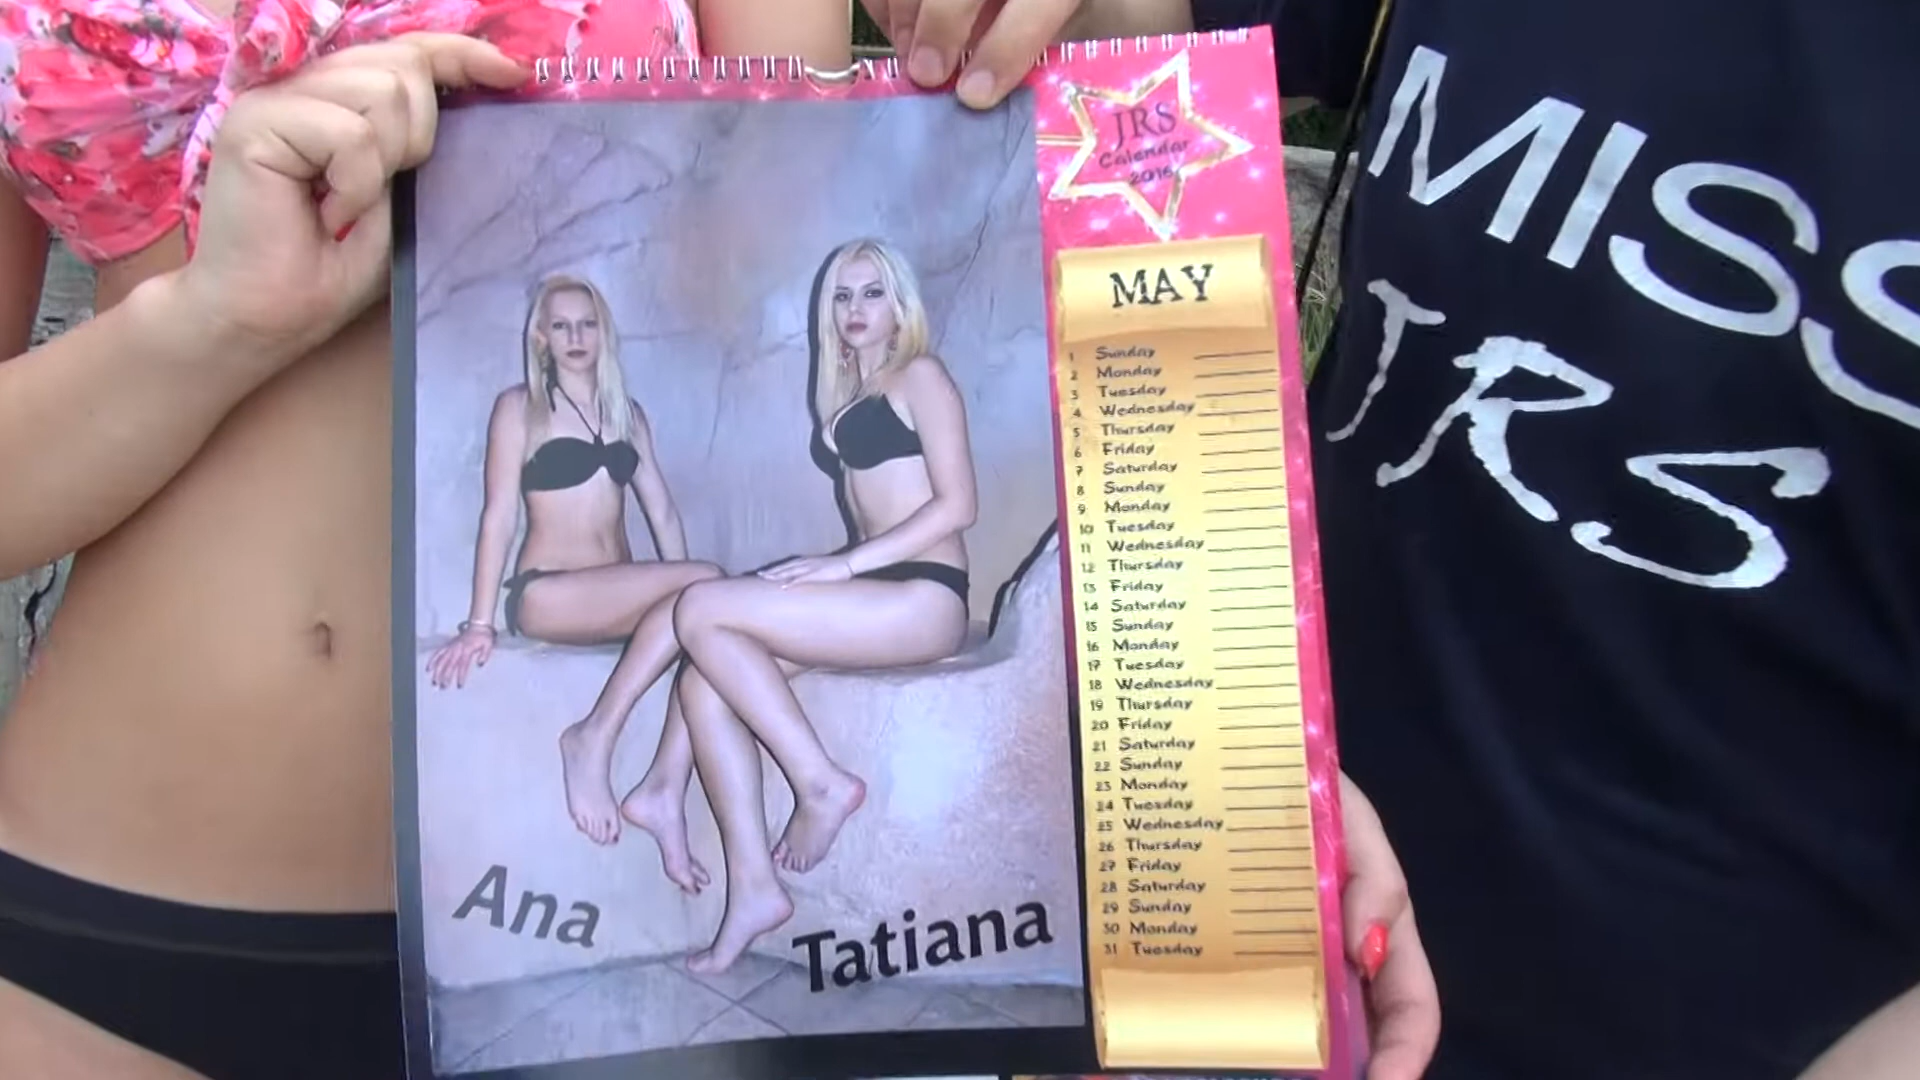 JRS
Calendar
2016
MAY
1 Sunday
2 Monday
3 Tuesday
4 Wednesday
5 Thursday
6 Friday
7 Saturday
8 Sunday
9 Monday
10 Tuesday
11 Wednesday
12 Thursday
13 Friday
14 Saturday
15 Sunday
16 Monday
17 Tuesday
18 Wednesday
19 Thursday
20 Friday
21 Saturday
22 Sunday
23 Monday
24 Tuesday
25 Wednesday
26 Thursday
27 Friday
28 Saturday
29 Sunday
30 Monday
31 Tuesday
Ana
Tatiana
MISS
JRS